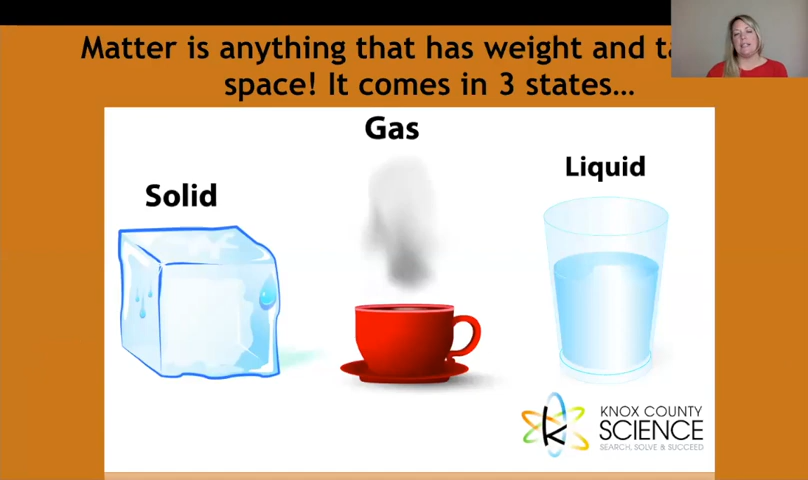 Matter is anything that has weight and
space! It comes in 3 states…
Gas
Solid
Liquid
KNOX COUNTY
SCIENCE
SEARCH, SOLVE & SUCCEED